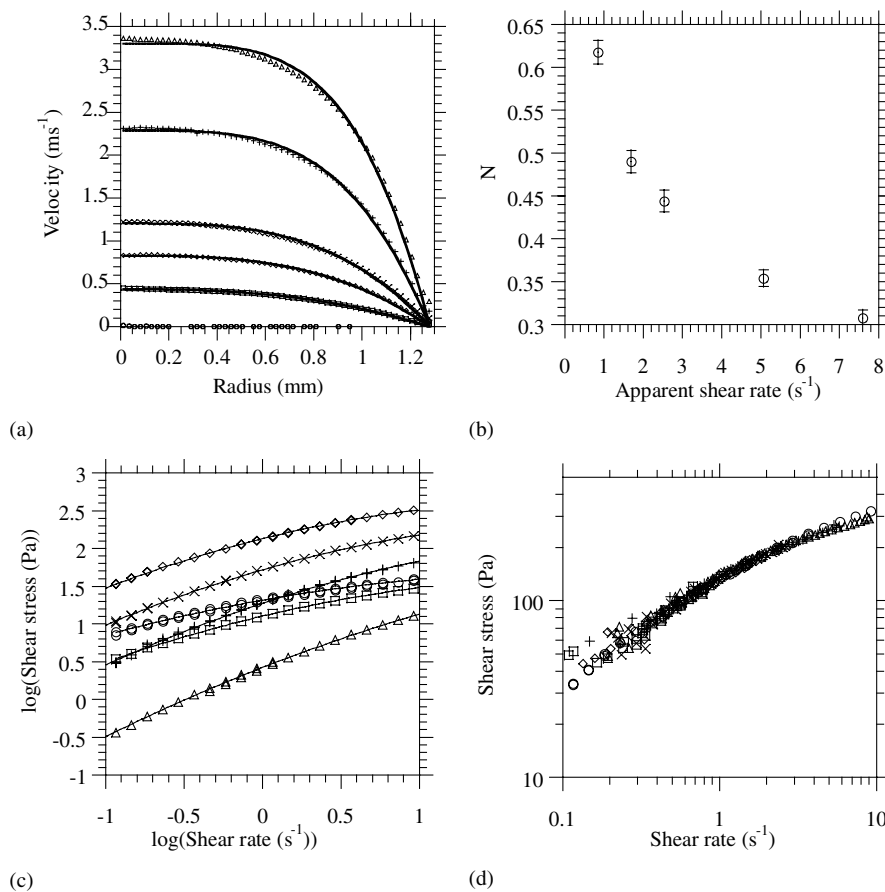 3.5
3
2.5
2
1.5
1
0.5
0
Velocity (ms-1)
0 0.2 0.4 0.6 0.8 1 1.2
Radius (mm)
(a)
0.65
0.6
0.55
0.5
0.45
0.4
0.35
0.3
N
0 1 2 3 4 5 6 7 8
Apparent shear rate (s-1)
(b)
3
2.5
2
1.5
1
0.5
0
-0.5
-1
log(Shear stress (Pa))
-1 -0.5 0 0.5 1
log(Shear rate (s-1))
(c)
100
10
Shear stress (Pa)
0.1 1 10
Shear rate (s-1)
(d)